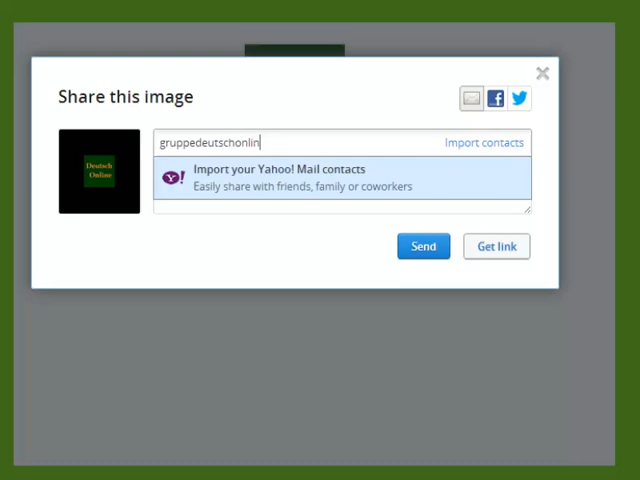 Share this image
Deutsch
Online
gruppedeutschonlin
Import contacts
Y!
Import your Yahoo! Mail contacts
Easily share with friends, family or coworkers
Send
Get link